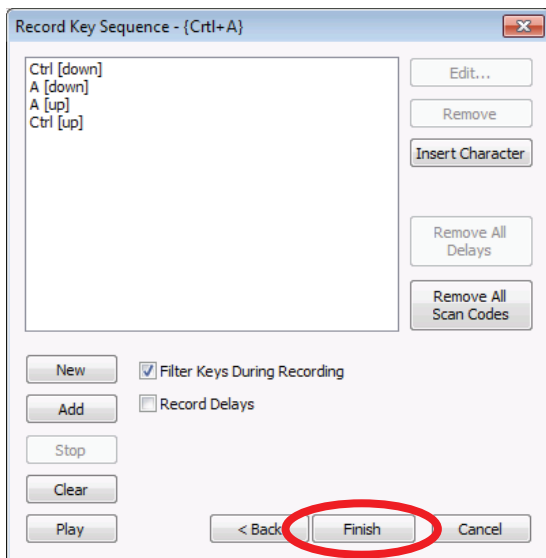 Record Key Sequence - {Crtl+A}
Ctrl [down]
A [down]
A [up]
Ctrl [up]
Edit...
Remove
Insert Character
Remove All
Delays
Remove All
Scan Codes
New
Filter Keys During Recording
Add
Record Delays
Stop
Clear
Play
< Back
Finish
Cancel